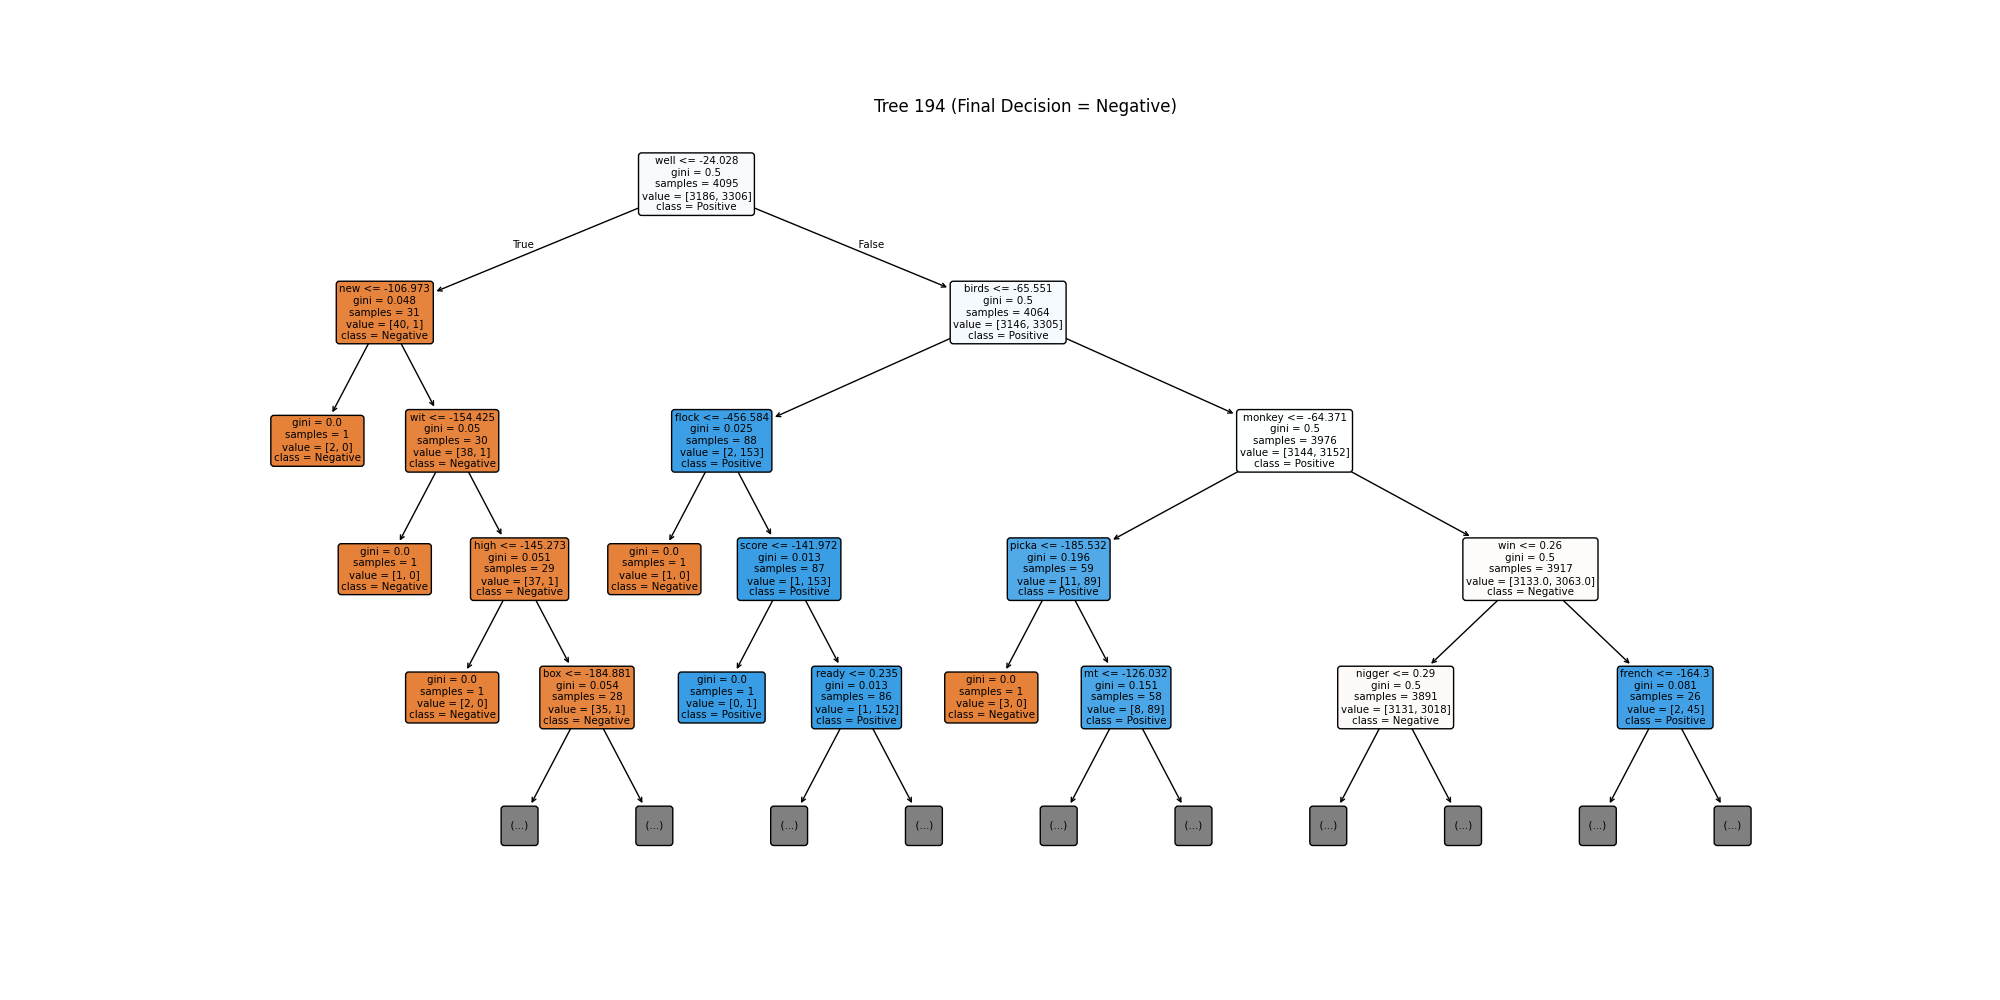 Tree 194 (Final Decision = Negative)
well <= -24.028
gini = 0.5
samples = 4095
value = [3186, 3306]
class = Positive
True
False
new <= -106.973
gini = 0.048
samples = 31
value = [40, 1]
class = Negative
birds <= -65.551
gini = 0.5
samples = 4064
value = [3146, 3305]
class = Positive
gini = 0.0
samples = 1
value = [2, 0]
class = Negative
wit <= -154.425
gini = 0.05
samples = 30
value = [38, 1]
class = Negative
flock <= -456.584
gini = 0.025
samples = 88
value = [2, 153]
class = Positive
monkey <= -64.371
gini = 0.5
samples = 3976
value = [3144, 3152]
class = Positive
gini = 0.0
samples = 1
value = [1, 0]
class = Negative
high <= -145.273
gini = 0.051
samples = 29
value = [37, 1]
class = Negative
gini = 0.0
samples = 1
value = [1, 0]
class = Negative
score <= -141.972
gini = 0.013
samples = 87
value = [1, 153]
class = Positive
picka <= -185.532
gini = 0.196
samples = 59
value = [11, 89]
class = Positive
win <= 0.26
gini = 0.5
samples = 3917
value = [3133.0, 3063.0]
class = Negative
gini = 0.0
samples = 1
value = [2, 0]
class = Negative
box <= -184.881
gini = 0.054
samples = 28
value = [35, 1]
class = Negative
gini = 0.0
samples = 1
value = [0, 1]
class = Positive
ready <= 0.235
gini = 0.013
samples = 86
value = [1, 152]
class = Positive
gini = 0.0
samples = 1
value = [3, 0]
class = Negative
mt <= -126.032
gini = 0.151
samples = 58
value = [8, 89]
class = Positive
nigger <= 0.29
gini = 0.5
samples = 3891
value = [3131, 3018]
class = Negative
french <= -164.3
gini = 0.081
samples = 26
value = [2, 45]
class = Positive
(...)
(...)
(...)
(...)
(...)
(...)
(...)
(...)
(...)
(...)